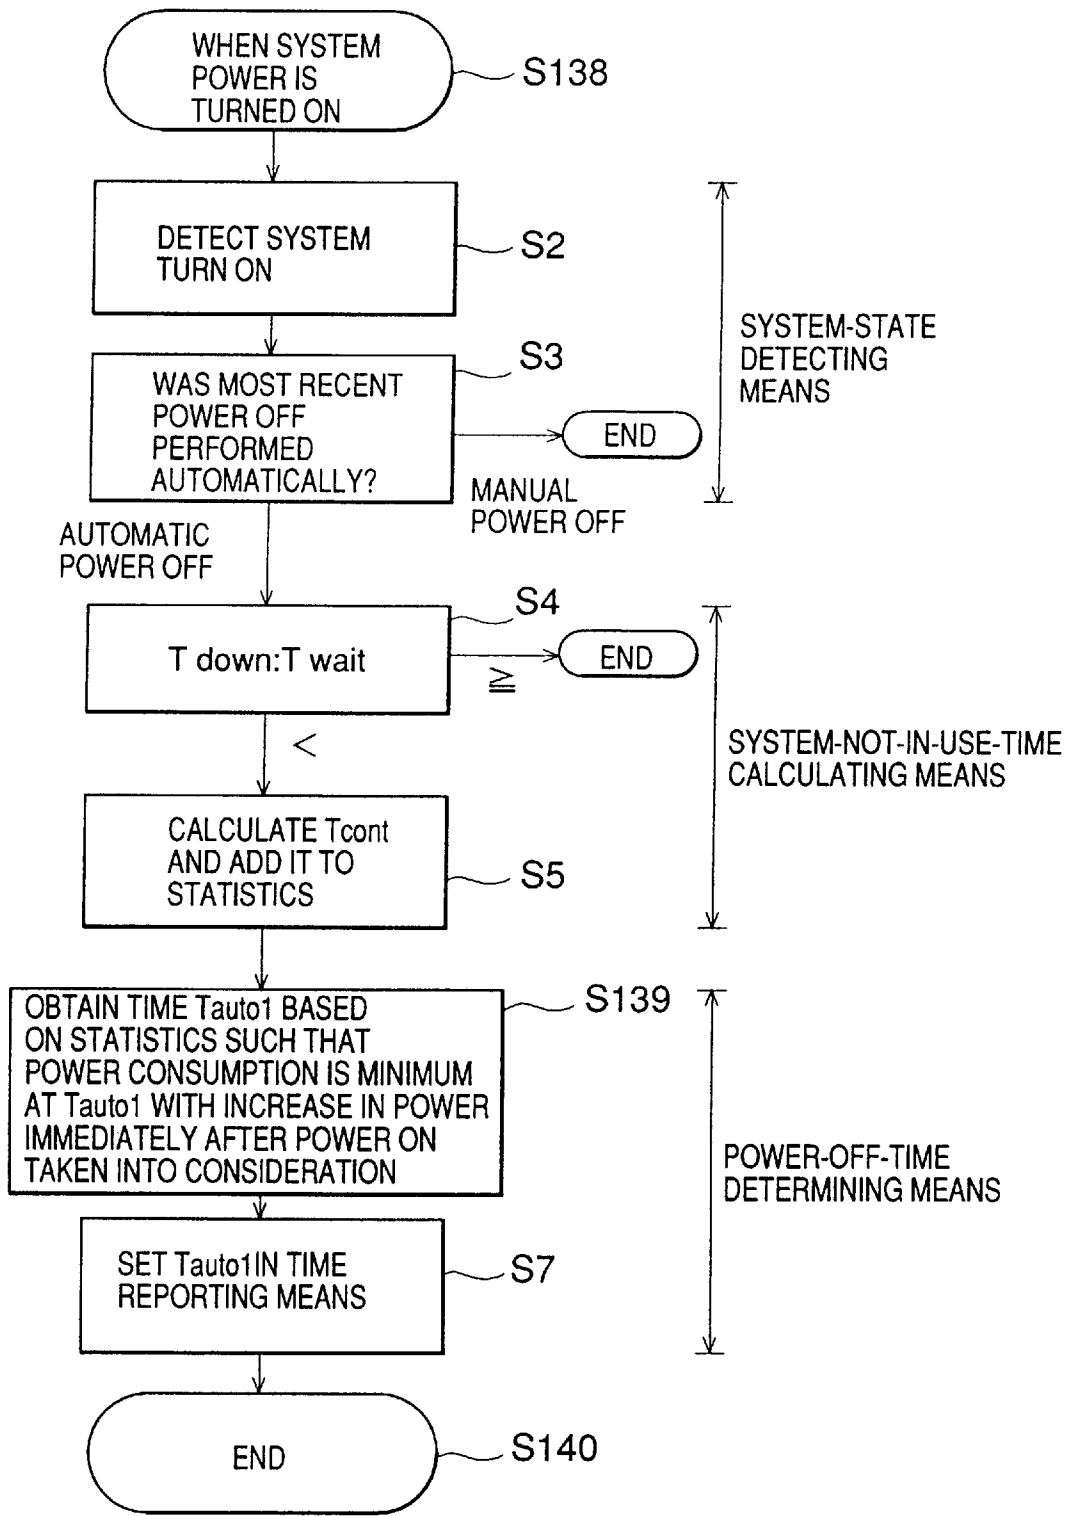 WHEN SYSTEM
POWER IS
TURNED ON
S138
DETECT SYSTEM
TURN ON
S2
SYSTEM-STATE
DETECTING
MEANS
S3
WAS MOST RECENT
POWER OFF
PERFORMED
AUTOMATICALLY?
END
MANUAL
POWER OFF
AUTOMATIC
POWER OFF
S4
T down:T wait
≧
END
<
SYSTEM-NOT-IN-USE-TIME
CALCULATING MEANS
CALCULATE Tcont
AND ADD IT TO
STATISTICS
S5
S139
OBTAIN TIME Tauto1 BASED
ON STATISTICS SUCH THAT
POWER CONSUMPTION IS MINIMUM
AT Tauto1 WITH INCREASE IN POWER
IMMEDIATELY AFTER POWER ON
TAKEN INTO CONSIDERATION
POWER-OFF-TIME
DETERMINING MEANS
SET Tauto1IN TIME
REPORTING MEANS
S7
END
S140